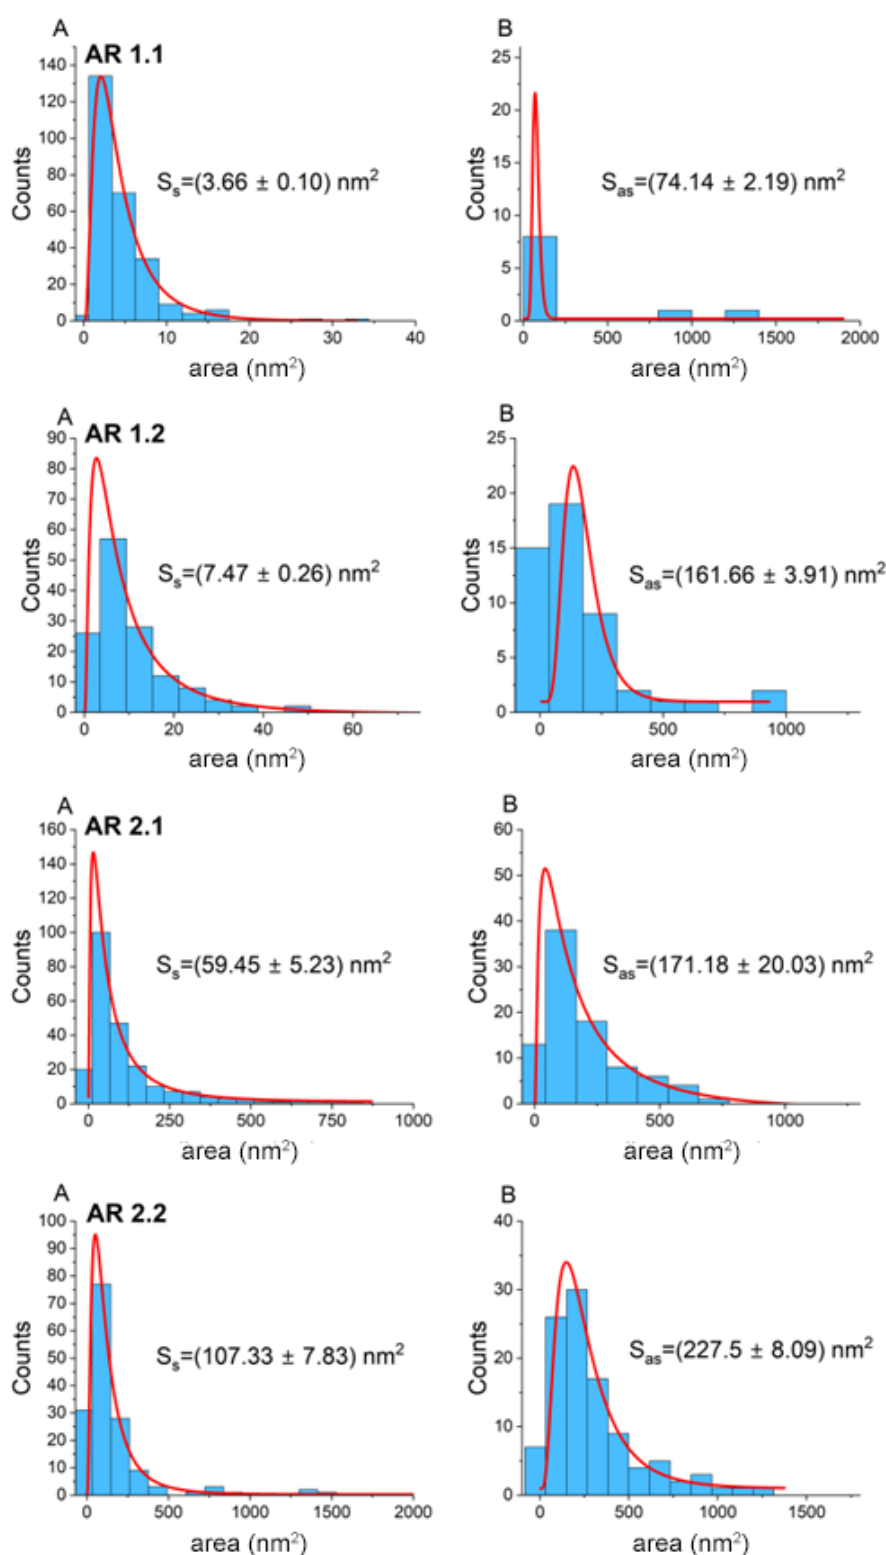 A
AR 1.1
140
120
100
80
60
40
20
0
Counts
S_s=(3.66 ± 0.10) nm²
0 10 20 30 40
area (nm²)
B
25
20
15
10
5
0
Counts
S_as=(74.14 ± 2.19) nm²
0 500 1000 1500 2000
area (nm²)
A
AR 1.2
90
80
70
60
50
40
30
20
10
0
Counts
S_s=(7.47 ± 0.26) nm²
0 20 40 60
area (nm²)
B
25
20
15
10
5
0
Counts
S_as=(161.66 ± 3.91) nm²
0 500 1000
area (nm²)
A
AR 2.1
160
140
120
100
80
60
40
20
0
Counts
S_s=(59.45 ± 5.23) nm²
0 250 500 750 1000
area (nm²)
B
60
50
40
30
20
10
0
Counts
S_as=(171.18 ± 20.03) nm²
0 500 1000
area (nm²)
A
AR 2.2
100
90
80
70
60
50
40
30
20
10
0
Counts
S_s=(107.33 ± 7.83) nm²
0 500 1000 1500 2000
area (nm²)
B
40
30
20
10
0
Counts
S_as=(227.5 ± 8.09) nm²
0 500 1000 1500
area (nm²)